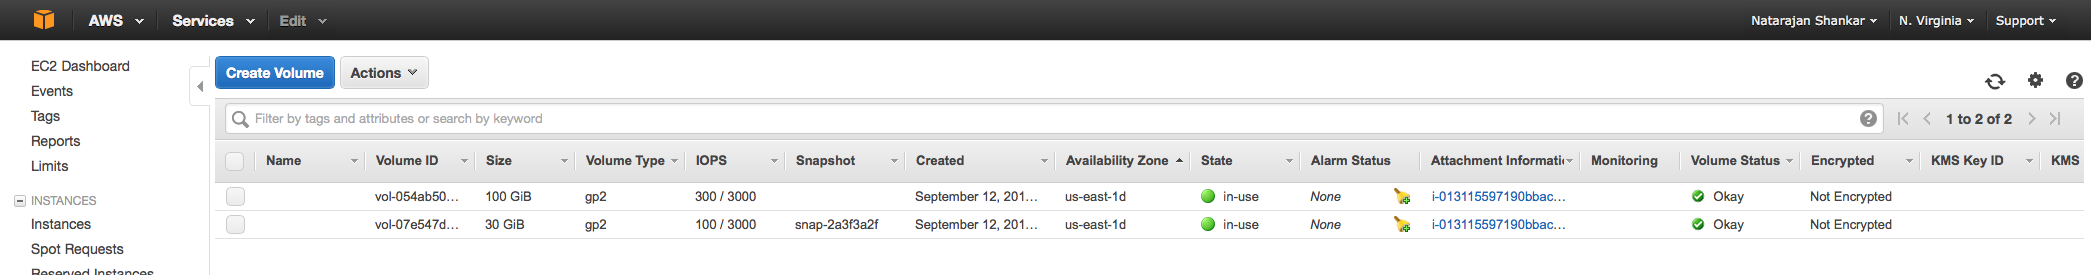 AWS Services Edit Natarajan Shankar N. Virginia Support
EC2 Dashboard
Events
Tags
Reports
Limits
INSTANCES
Instances
Spot Requests
Reserved Instances
Create Volume Actions
Filter by tags and attributes or search by keyword 1 to 2 of 2
Name Volume ID Size Volume Type IOPS Snapshot Created Availability Zone State Alarm Status Attachment Informati Monitoring Volume Status Encrypted KMS Key ID KMS
vol-054ab50... 100 GiB gp2 300 / 3000 September 12, 201... us-east-1d in-use None i-013115597190bbac... Okay Not Encrypted
vol-07e547d... 30 GiB gp2 100 / 3000 snap-2a3f3a2f September 12, 201... us-east-1d in-use None i-013115597190bbac... Okay Not Encrypted